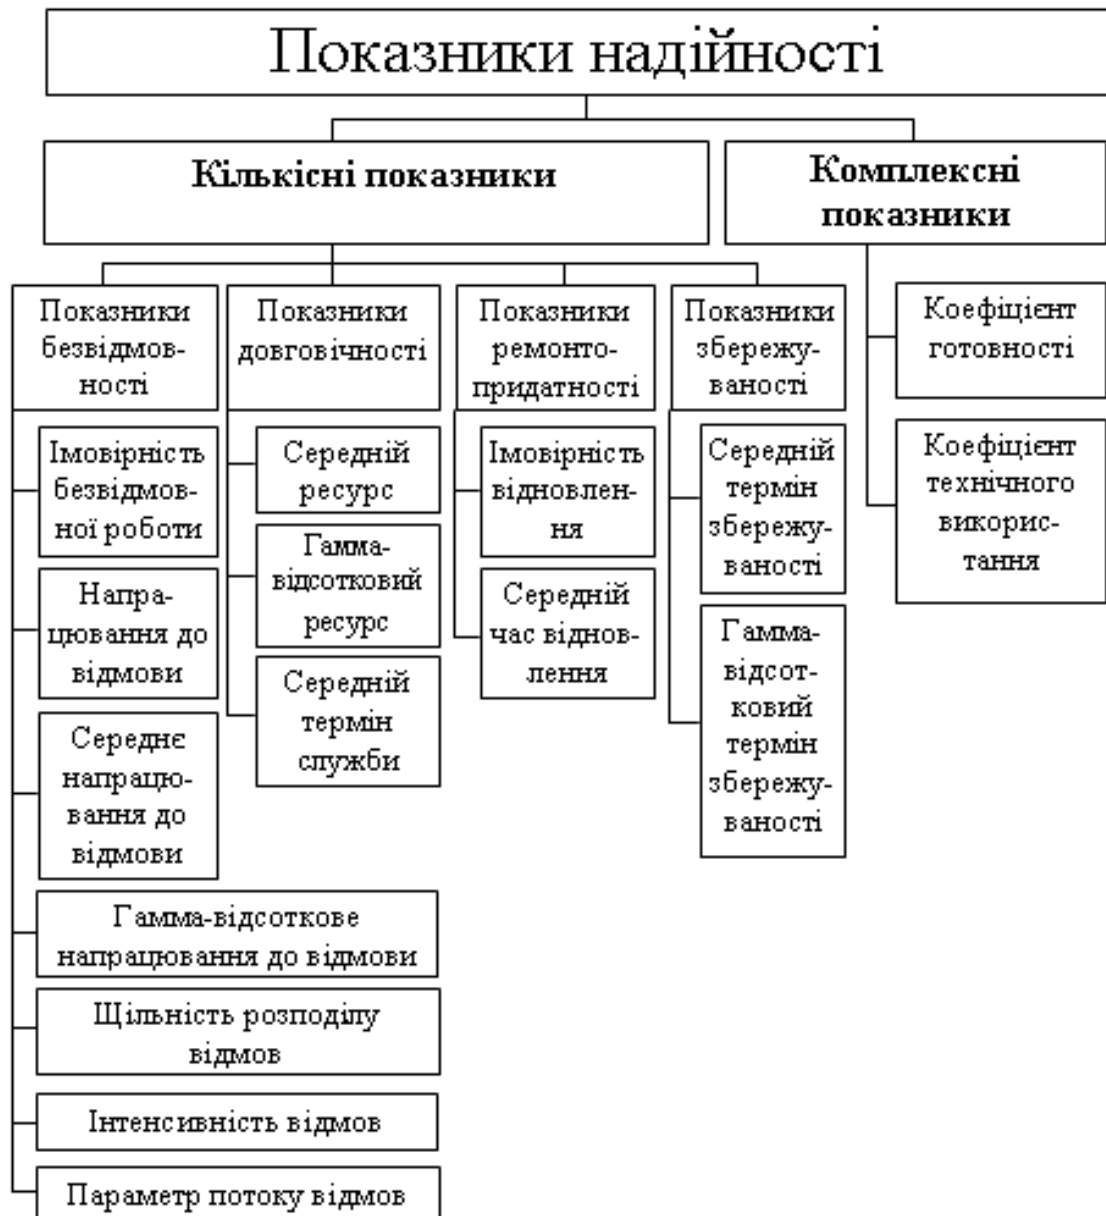 Показники надійності
Кількісні показники
Комплексні
показники
Показники
безвідмов-
ності
Імовірність
безвідмов-
ної роботи
Напра-
цювання до
відмови
Середнє
напрацю-
вання до
відмови
Гамма-відсоткове
напрацювання до відмови
Щільність розподілу
відмов
Інтенсивність відмов
Параметр потоку відмов
Показники
довговічності
Середній
ресурс
Гамма-
відсотковий
ресурс
Середній
термін
служби
Показники
ремонто-
придатності
Імовірність
відновлен-
ня
Середній
час віднов-
лення
Показники
збережу-
ваності
Середній
термін
збережу-
ваності
Гамма-
відсот-
ковий
термін
збережу-
ваності
Коефіцієнт
готовності
Коефіцієнт
технічного
викорис-
тання